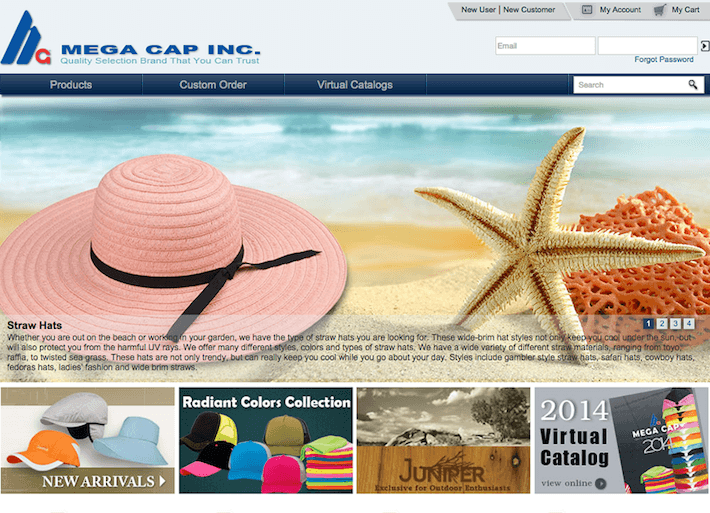 New User | New Customer
My Account
My Cart
MEGA CAP INC.
Quality Selection Brand That You Can Trust
Email
Forgot Password
Products
Custom Order
Virtual Catalogs
Search
1 2 3 4
Straw Hats
Whether you are out on the beach or working in your garden, we have the type of straw hats you are looking for. These wide-brim hat styles not only keep you cool under the sun, but
will also protect you from the harmful UV rays. We offer many different styles, colors and types of straw hats. We have a wide variety of different straw materials, ranging from toyo,
raffia, to twisted sea grass. These hats are not only trendy, but can really keep you cool while you go about your day. Styles include gambler style straw hats, safari hats, cowboy hats,
fedoras hats, ladies' fashion and wide brim straws.
NEW ARRIVALS
Radiant Colors Collection
JUNIPER
Exclusive for Outdoor Enthusiasts
2014
Virtual
Catalog
view online
MEGA CAP
2014